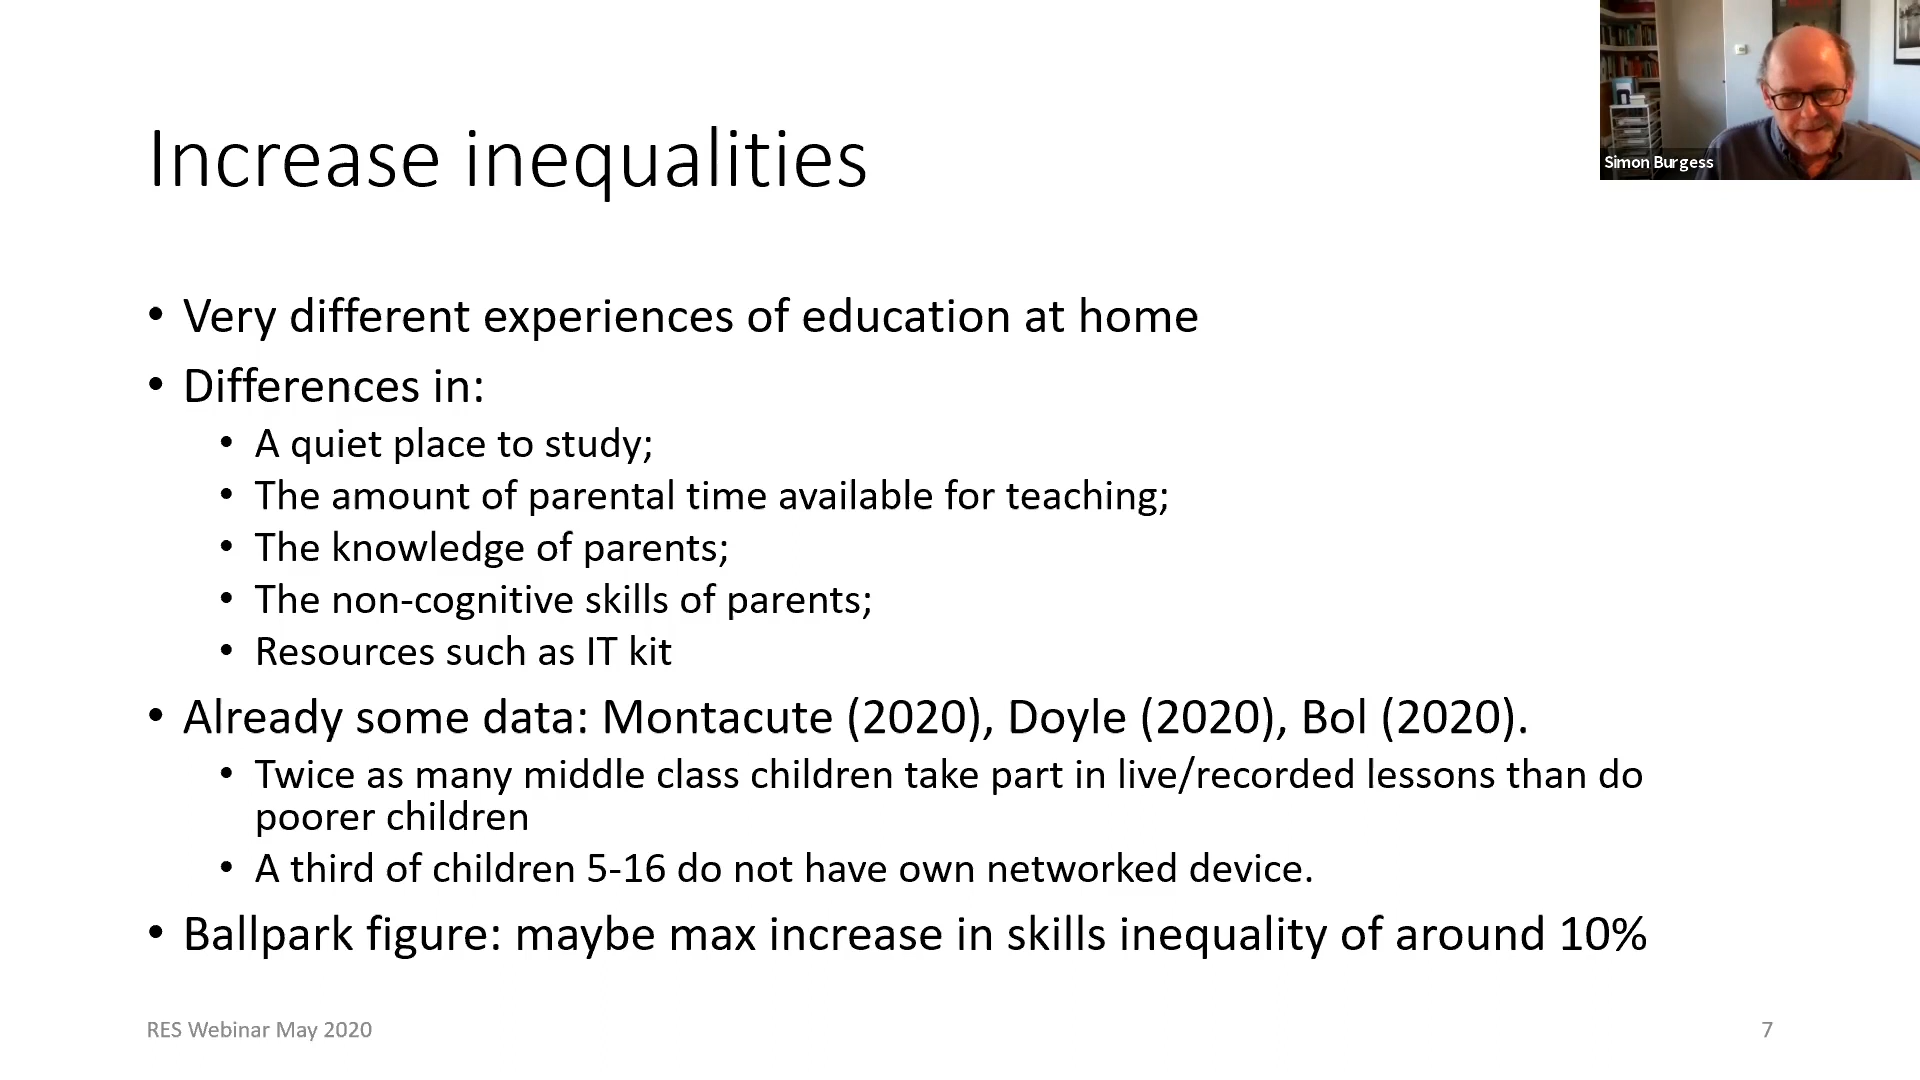 Simon Burgess
Increase inequalities
• Very different experiences of education at home
• Differences in:
• A quiet place to study;
• The amount of parental time available for teaching;
• The knowledge of parents;
• The non-cognitive skills of parents;
• Resources such as IT kit
• Already some data: Montacute (2020), Doyle (2020), Bol (2020).
• Twice as many middle class children take part in live/recorded lessons than do
poorer children
• A third of children 5-16 do not have own networked device.
• Ballpark figure: maybe max increase in skills inequality of around 10%
RES Webinar May 2020
7